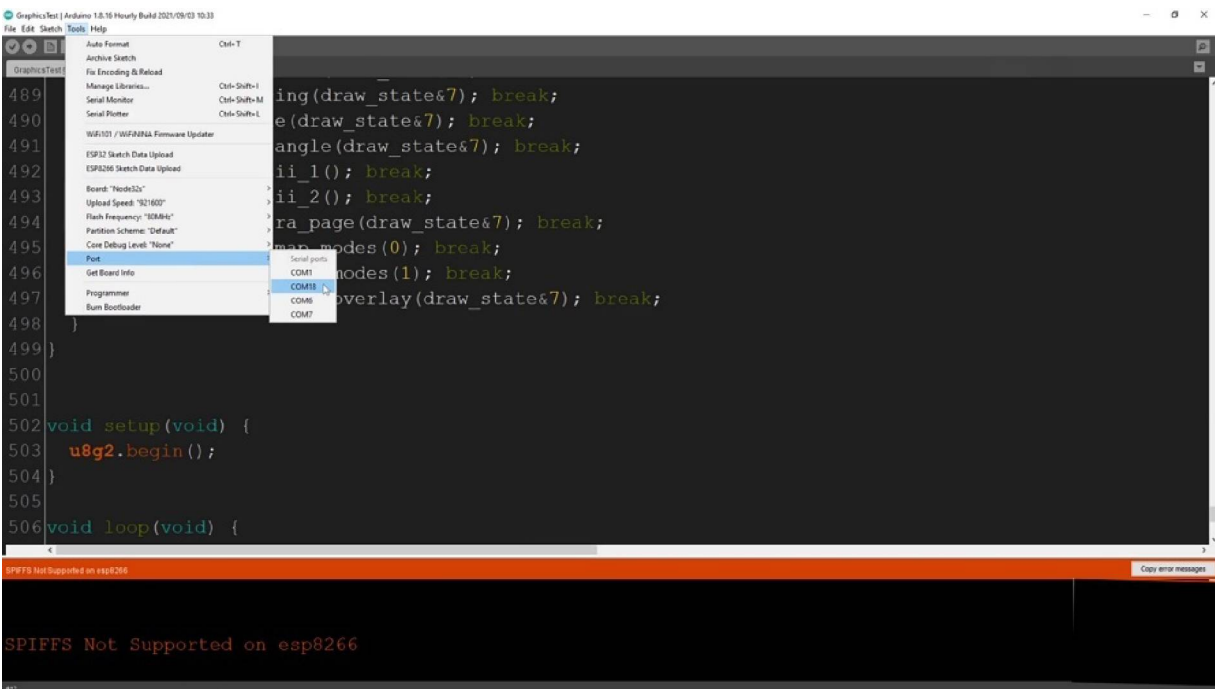 GraphicsTest | Arduino 1.8.16 Hourly Build 2021/09/03 10:33
File Edit Sketch Tools Help
GraphicsTest
Auto Format Ctrl+T
Archive Sketch
Fix Encoding & Reload
Manage Libraries... Ctrl+Shift+I
Serial Monitor Ctrl+Shift+M
Serial Plotter Ctrl+Shift+L
WiFi101 / WiFiNINA Firmware Updater
ESP32 Sketch Data Upload
ESP8266 Sketch Data Upload
Board: "Node32s"
Upload Speed: "921600"
Flash Frequency: "80MHz"
Partition Scheme: "Default"
Core Debug Level: "None"
Port
Get Board Info
Programmer
Burn Bootloader
Serial ports
COM1
COM13
COM6
COM7
489 ing(draw_state&7); break;
490 e(draw_state&7); break;
491 angle(draw_state&7); break;
492 ii_1(); break;
493 ii_2(); break;
494 ra_page(draw_state&7); break;
495 map_modes(0); break;
496 modes(1); break;
497 overlay(draw_state&7); break;
498 }
499 }
500
501
502 void setup(void) {
503 u8g2.begin();
504 }
505
506 void loop(void) {
SPIFFS Not Supported on esp8266
Copy error messages
SPIFFS Not Supported on esp8266